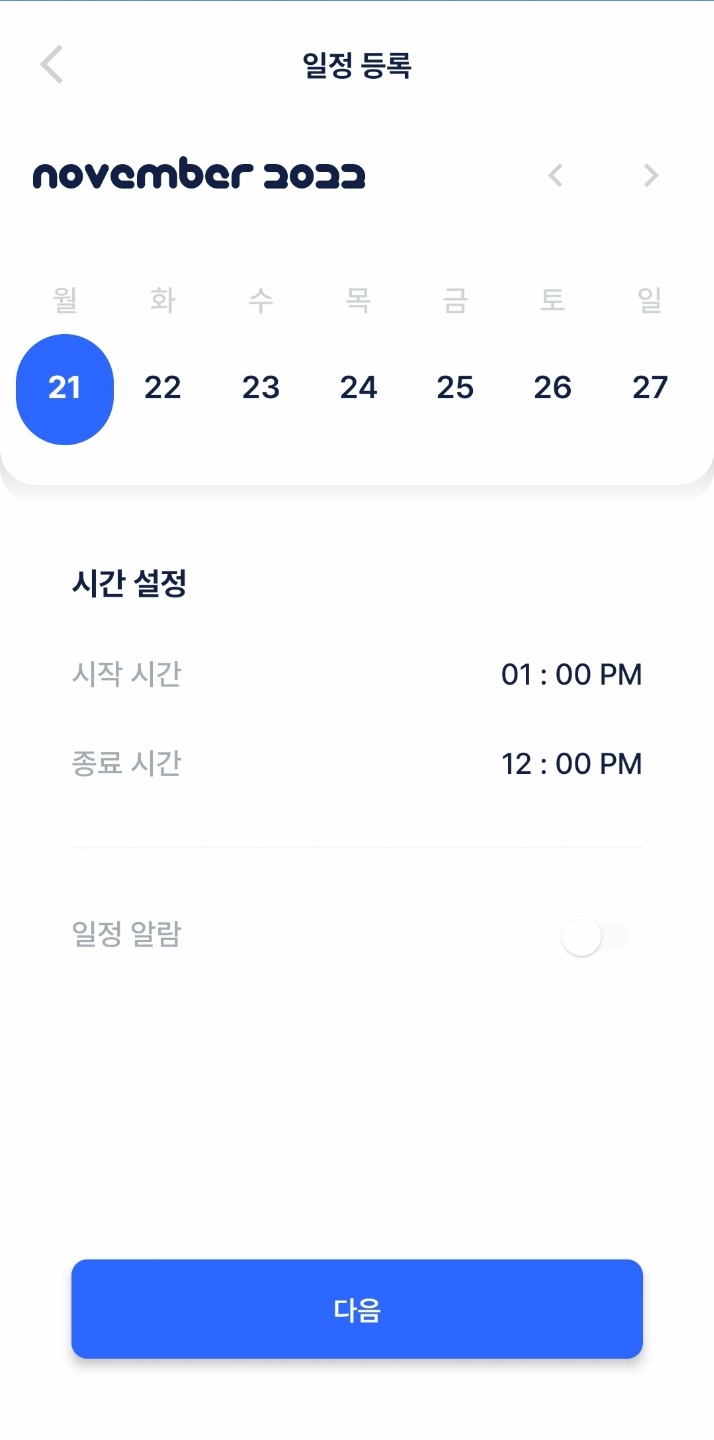 일정 등록
november 2022
월 화 수 목 금 토 일
21 22 23 24 25 26 27
시간 설정
시작 시간 01 : 00 PM
종료 시간 12 : 00 PM
일정 알람
다음